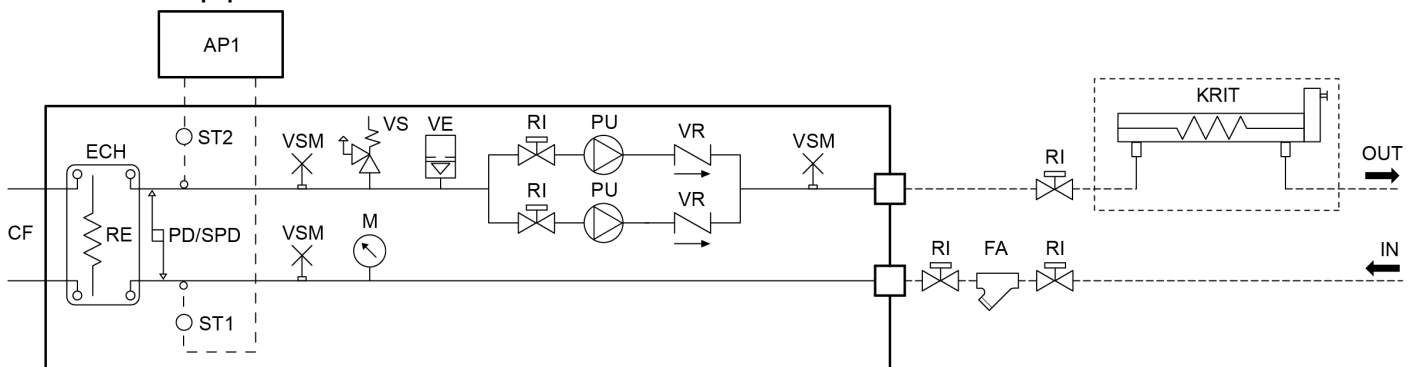 AP1
ST2
VSM
VS
VE
RI
PU
VR
VSM
KRIT
RI
OUT
ECH
RI
PU
VR
CF
RE
PD/SPD
VSM
M
RI
FA
RI
IN
ST1